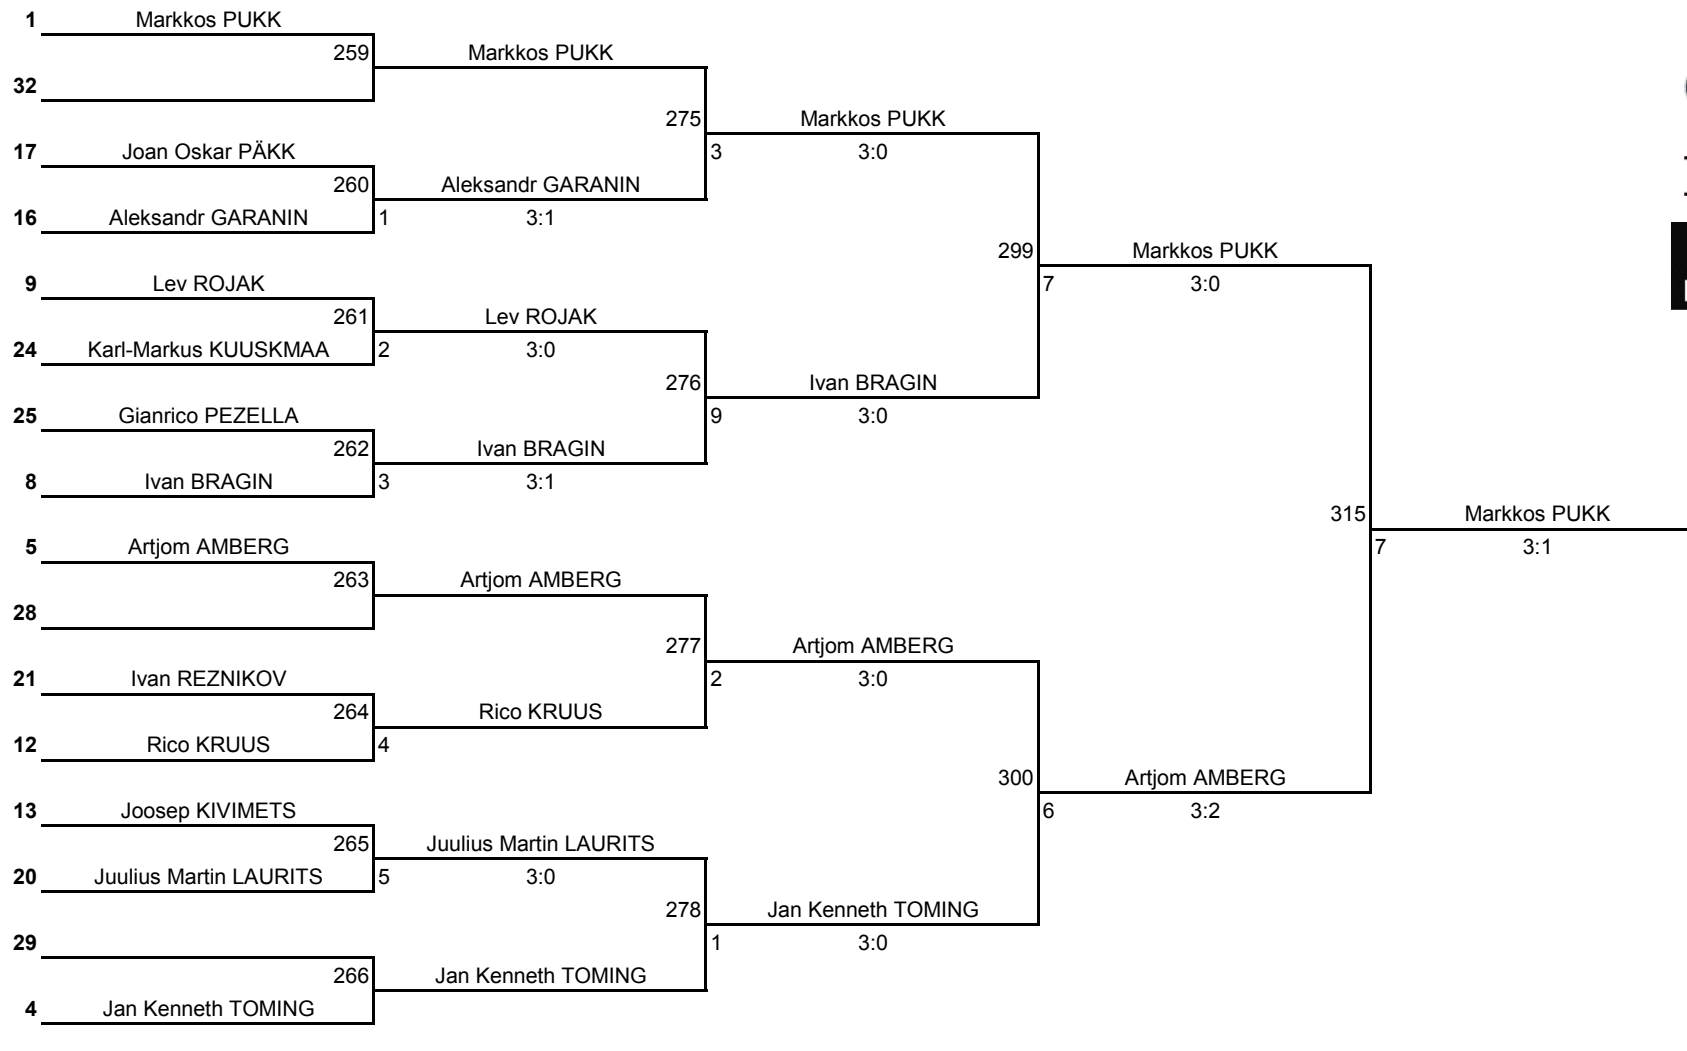 1 Markkos PUKK
259 Markkos PUKK
32
275 Markkos PUKK
17 Joan Oskar PÄKK 3 3:0
260 Aleksandr GARANIN
16 Aleksandr GARANIN 1 3:1
299 Markkos PUKK
9 Lev ROJAK 7 3:0
261 Lev ROJAK
24 Karl-Markus KUUSKMAA 2 3:0
276 Ivan BRAGIN
25 Gianrico PEZELLA 9 3:0
262 Ivan BRAGIN
8 Ivan BRAGIN 3 3:1
315 Markkos PUKK
5 Artjom AMBERG 7 3:1
263 Artjom AMBERG
28
277 Artjom AMBERG
21 Ivan REZNIKOV 2 3:0
264 Rico KRUUS
12 Rico KRUUS 4
300 Artjom AMBERG
13 Joosep KIVIMETS 6 3:2
265 Juulius Martin LAURITS
20 Juulius Martin LAURITS 5 3:0
278 Jan Kenneth TOMING
29 1 3:0
266 Jan Kenneth TOMING
4 Jan Kenneth TOMING